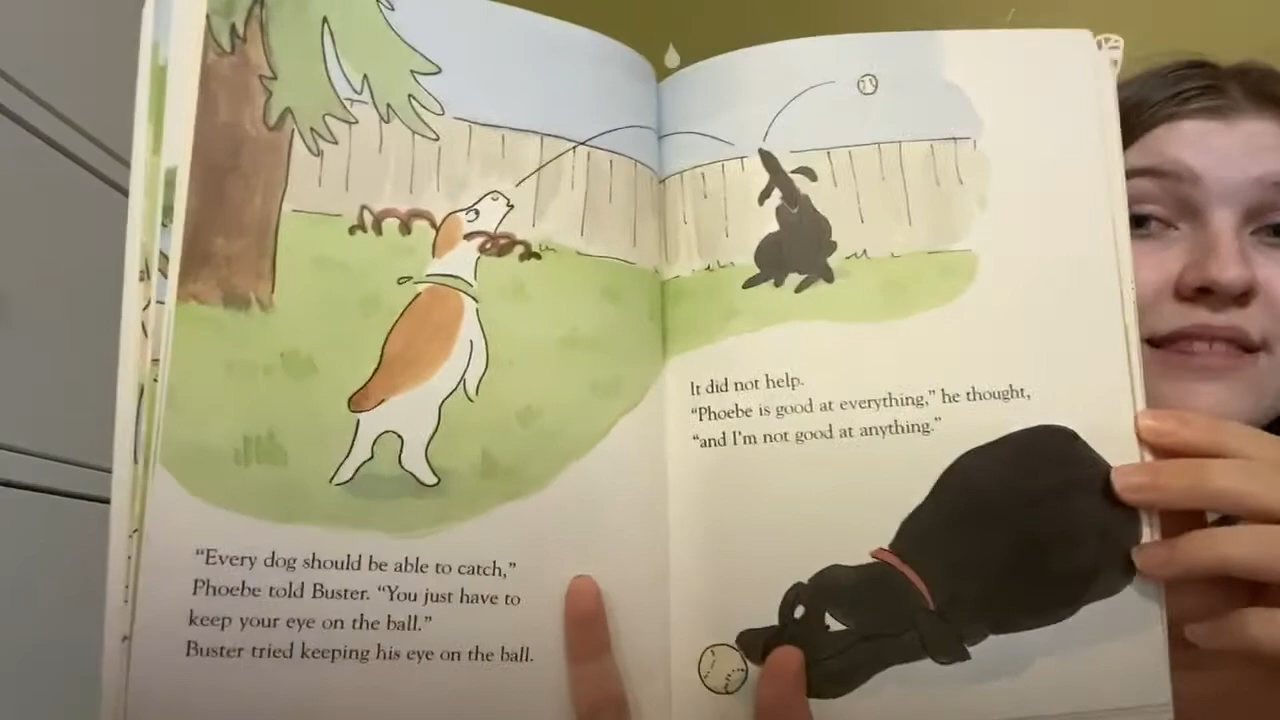 “Every dog should be able to catch,”
Phoebe told Buster. “You just have to
keep your eye on the ball.”
Buster tried keeping his eye on the ball.
It did not help.
“Phoebe is good at everything,” he thought,
“and I’m not good at anything.”